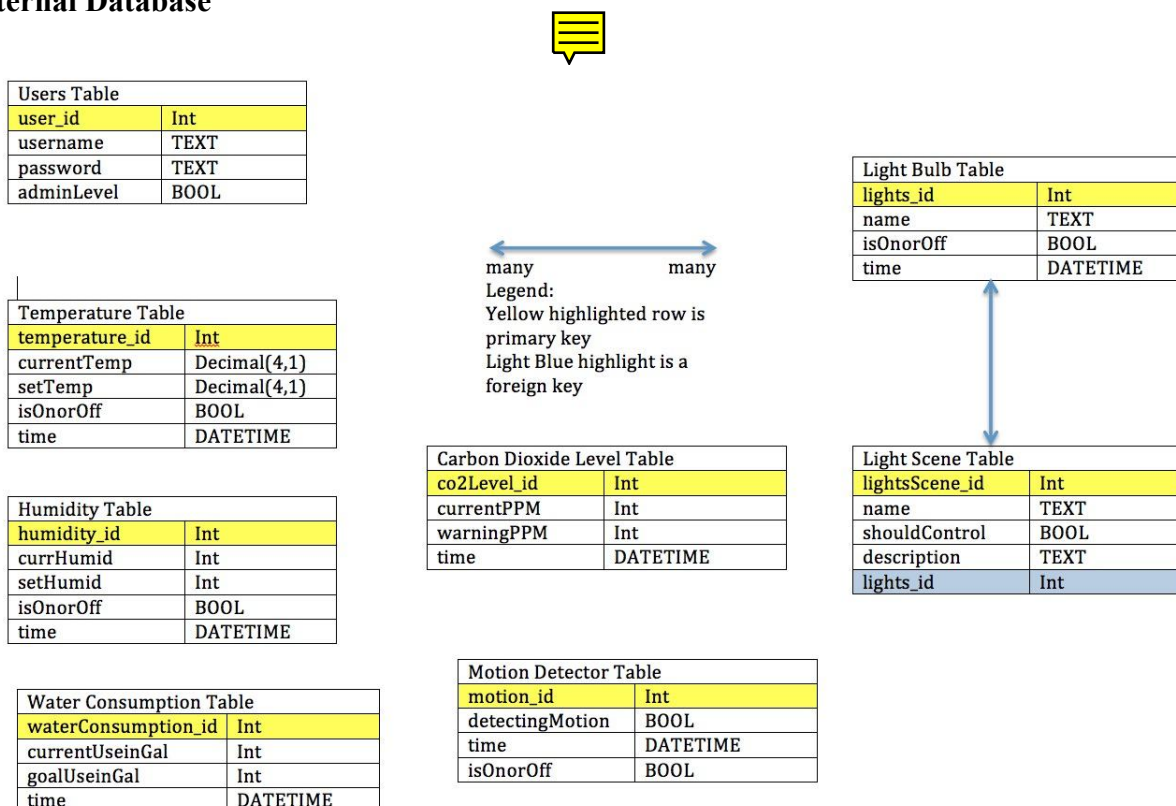 ternal Database
Users Table
user_id Int
username TEXT
password TEXT
adminLevel BOOL
Temperature Table
temperature_id Int
currentTemp Decimal(4,1)
setTemp Decimal(4,1)
isOnorOff BOOL
time DATETIME
Humidity Table
humidity_id Int
currHumid Int
setHumid Int
isOnorOff BOOL
time DATETIME
Water Consumption Table
waterConsumption_id Int
currentUseinGal Int
goalUseinGal Int
time DATETIME
many many
Legend:
Yellow highlighted row is
primary key
Light Blue highlight is a
foreign key
Carbon Dioxide Level Table
co2Level_id Int
currentPPM Int
warningPPM Int
time DATETIME
Motion Detector Table
motion_id Int
detectingMotion BOOL
time DATETIME
isOnorOff BOOL
Light Bulb Table
lights_id Int
name TEXT
isOnorOff BOOL
time DATETIME
Light Scene Table
lightsScene_id Int
name TEXT
shouldControl BOOL
description TEXT
lights_id Int